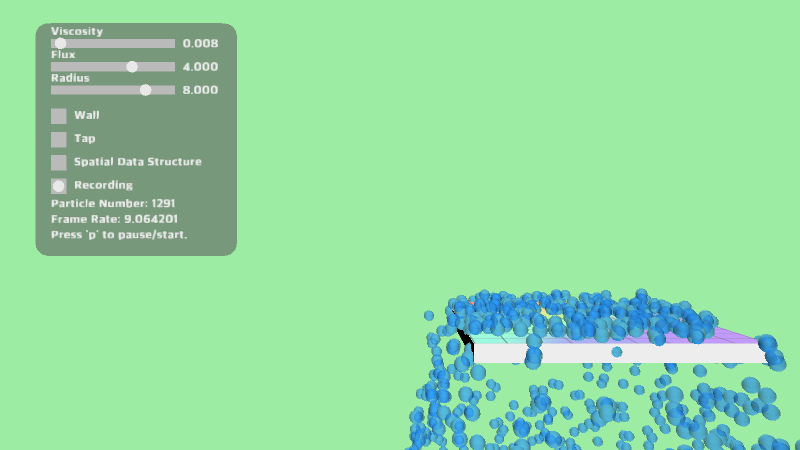 Viscosity
0.008
Flux
4.000
Radius
8.000
Wall
Tap
Spatial Data Structure
Recording
Particle Number: 1291
Frame Rate: 9.064201
Press 'p' to pause/start.